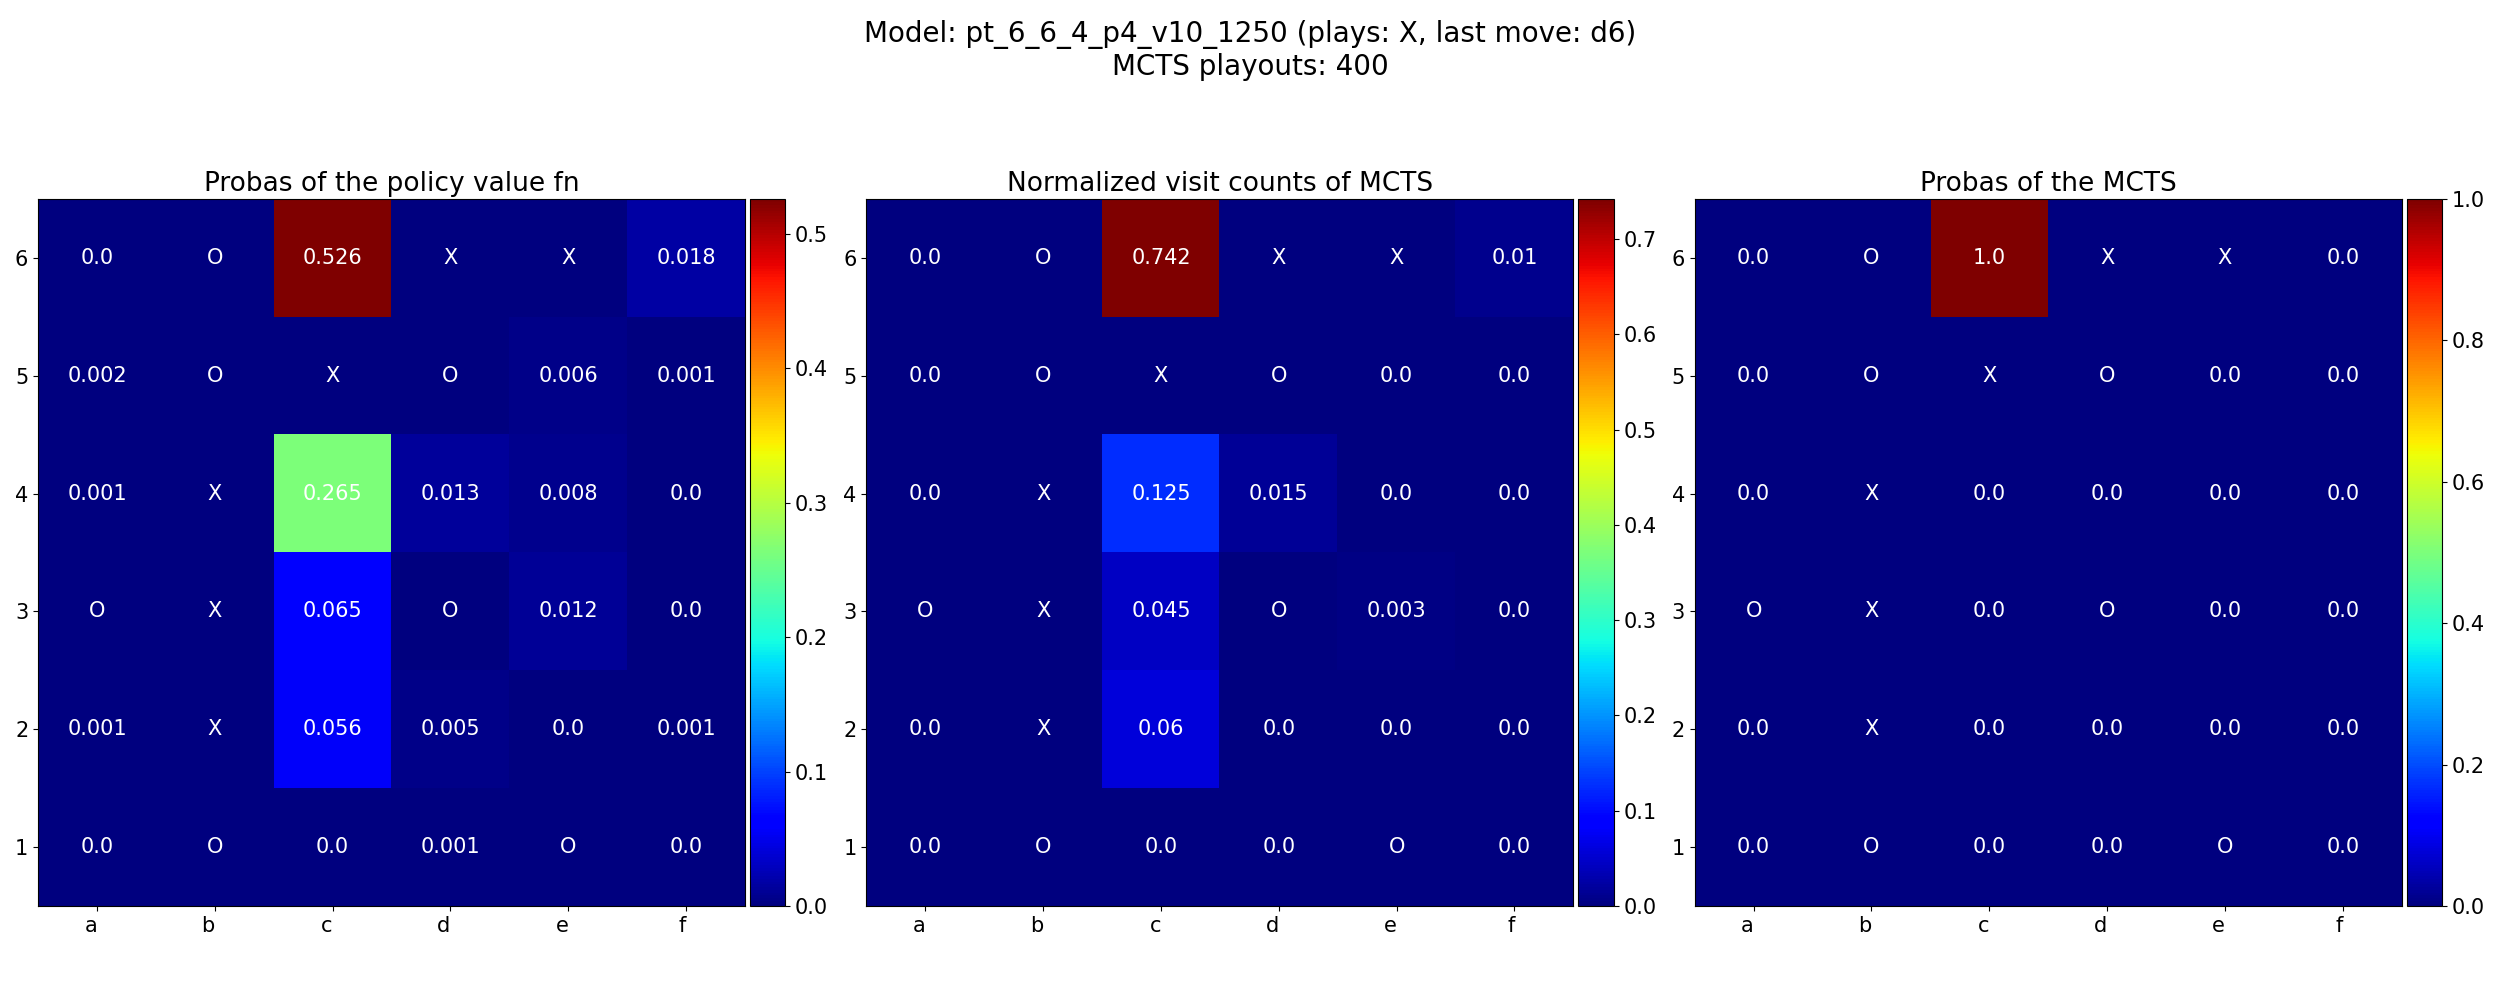 Model: pt_6_6_4_p4_v10_1250 (plays: X, last move: d6)
MCTS playouts: 400
Probas of the policy value fn
6 0.0 O 0.526 X X 0.018
5 0.002 O X O 0.006 0.001
4 0.001 X 0.265 0.013 0.008 0.0
3 O X 0.065 O 0.012 0.0
2 0.001 X 0.056 0.005 0.0 0.001
1 0.0 O 0.0 0.001 O 0.0
a b c d e f
0.5
0.4
0.3
0.2
0.1
0.0
Normalized visit counts of MCTS
6 0.0 O 0.742 X X 0.01
5 0.0 O X O 0.0 0.0
4 0.0 X 0.125 0.015 0.0 0.0
3 O X 0.045 O 0.003 0.0
2 0.0 X 0.06 0.0 0.0 0.0
1 0.0 O 0.0 0.0 O 0.0
a b c d e f
0.7
0.6
0.5
0.4
0.3
0.2
0.1
0.0
Probas of the MCTS
6 0.0 O 1.0 X X 0.0
5 0.0 O X O 0.0 0.0
4 0.0 X 0.0 0.0 0.0 0.0
3 O X 0.0 O 0.0 0.0
2 0.0 X 0.0 0.0 0.0 0.0
1 0.0 O 0.0 0.0 O 0.0
a b c d e f
1.0
0.8
0.6
0.4
0.2
0.0